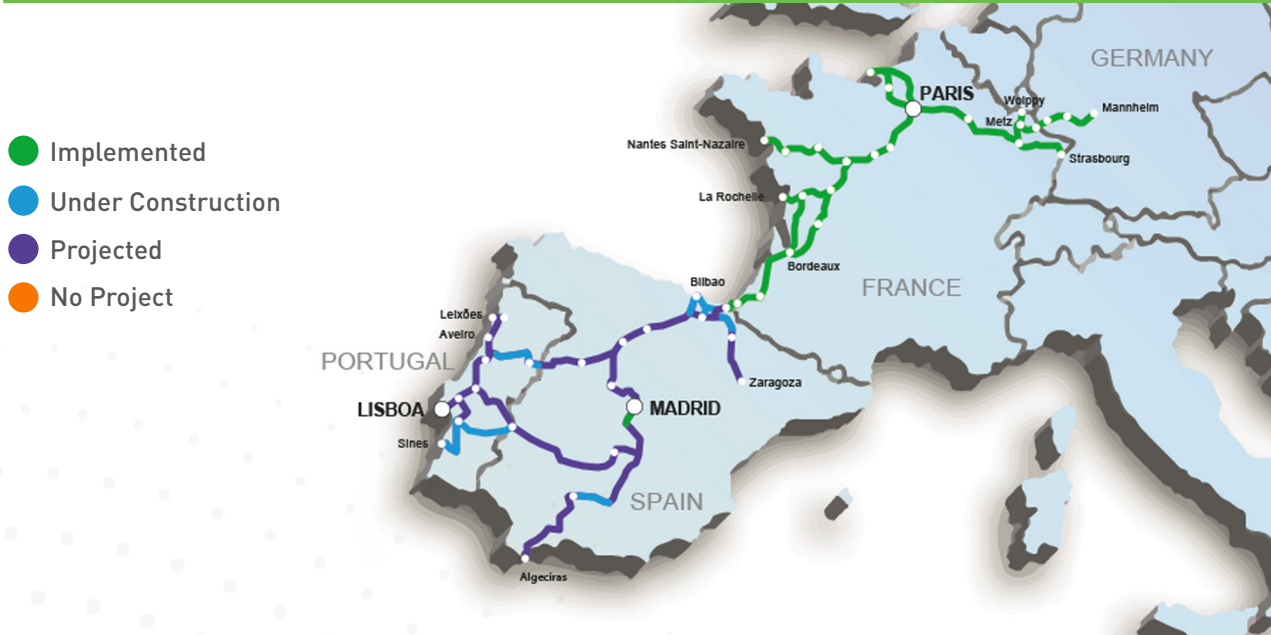 Implemented
Under Construction
Projected
No Project
GERMANY
PARIS
Woippy
Mannheim
Metz
Nantes Saint-Nazaire
Strasbourg
La Rochelle
Bordeaux
Bilbao
FRANCE
Leixões
Aveiro
PORTUGAL
Zaragoza
LISBOA
MADRID
Sines
SPAIN
Algeciras